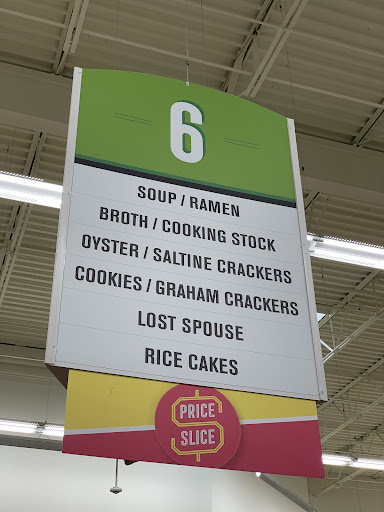 6
SOUP / RAMEN
BROTH / COOKING STOCK
OYSTER / SALTINE CRACKERS
COOKIES / GRAHAM CRACKERS
LOST SPOUSE
RICE CAKES
PRICE
SLICE